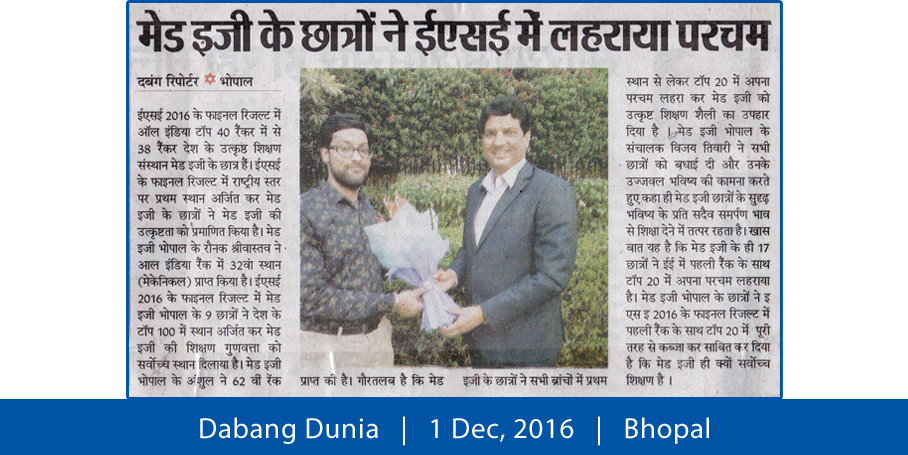 मेड इजी के छात्रों ने ईएसई में लहराया परचम
दबंग रिपोर्टर ✡ भोपाल
ईएसई 2016 के फाइनल रिजल्ट में
ऑल इंडिया टॉप 40 रैंकर में से
38 रैंकर देश के उत्कृष्ठ शिक्षण
संस्थान मेड इजी के छात्र हैं। ईएसई
के फाइनल रिजल्ट में राष्ट्रीय स्तर
पर प्रथम स्थान अर्जित कर मेड
इजी के छात्रों ने मेड इजी की
उत्कृष्टता को प्रमाणित किया है। मेड
इजी भोपाल के रौनक श्रीवास्तव ने
आल इंडिया रैंक में 32वां स्थान
(मेकेनिकल) प्राप्त किया है। ईएसई
2016 के फाइनल रिजल्ट में मेड
इजी भोपाल के 9 छात्रों ने देश के
टॉप 100 में स्थान अर्जित कर मेड
इजी की शिक्षण गुणवत्ता को
सर्वोच्च स्थान दिलाया है। मेड इजी
भोपाल के अंशुल ने 62 वी रेंक
प्राप्त की है। गौरतलब है कि मेड
इजी के छात्रों ने सभी ब्रांचों में प्रथम
स्थान से लेकर टॉप 20 में अपना
परचम लहरा कर मेड इजी को
उत्कृष्ट शिक्षण शैली का उपहार
दिया है । मेड इजी भोपाल के
संचालक विजय तिवारी ने सभी
छात्रों को बधाई दी और उनके
उज्जवल भविष्य की कामना करते
हुए कहा ही मेड इजी छात्रों के सुदृढ़
भविष्य के प्रति सदैव समर्पण भाव
से शिक्षा देने में तत्पर रहता है। खास
बात यह है कि मेड इजी के ही 17
छात्रों ने ईई में पहली रैंक के साथ
टॉप 20 में अपना परचम लहराया
है। मेड इजी भोपाल के छात्रों ने इ
एस इ 2016 के फाइनल रिजल्ट में
पहली रैंक के साथ टॉप 20 में पूरी
तरह से कब्जा कर साबित कर दिया
है कि मेड इजी ही क्यों सर्वोच्च
शिक्षण है ।
Dabang Dunia | 1 Dec, 2016 | Bhopal